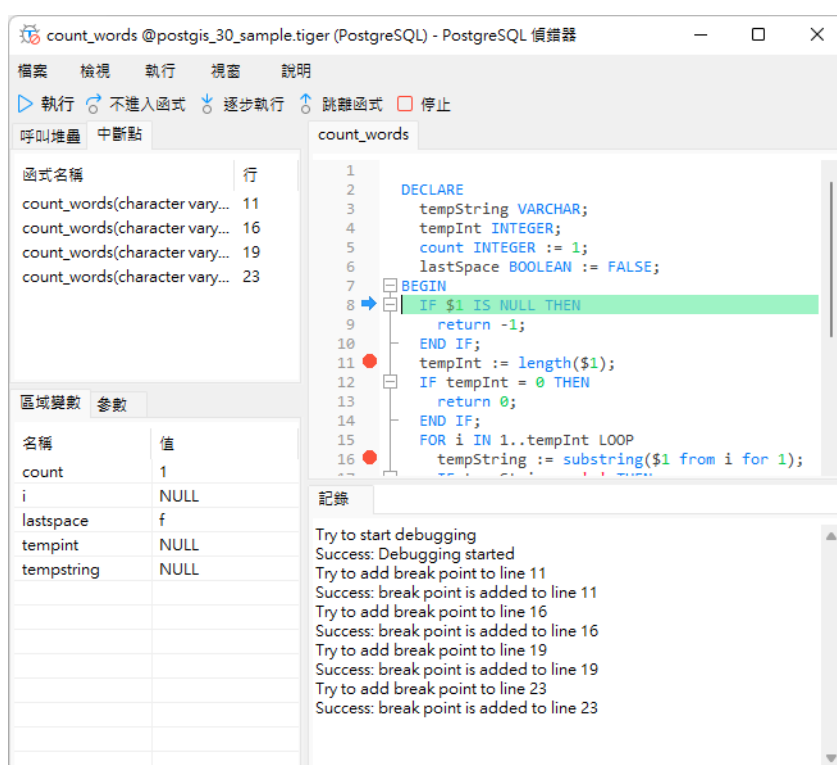 count_words @postgis_30_sample.tiger (PostgreSQL) - PostgreSQL 偵錯器
檔案 檢視 執行 視窗 說明
執行 不進入函式 逐步執行 跳離函式 停止
呼叫堆疊 中斷點
函式名稱 行
count_words(character vary... 11
count_words(character vary... 16
count_words(character vary... 19
count_words(character vary... 23
區域變數 參數
名稱 值
count 1
i NULL
lastspace f
tempint NULL
tempstring NULL
count_words
1
2 DECLARE
3 tempString VARCHAR;
4 tempInt INTEGER;
5 count INTEGER := 1;
6 lastSpace BOOLEAN := FALSE;
7 BEGIN
8 IF $1 IS NULL THEN
9 return -1;
10 END IF;
11 tempInt := length($1);
12 IF tempInt = 0 THEN
13 return 0;
14 END IF;
15 FOR i IN 1..tempInt LOOP
16 tempString := substring($1 from i for 1);
記錄
Try to start debugging
Success: Debugging started
Try to add break point to line 11
Success: break point is added to line 11
Try to add break point to line 16
Success: break point is added to line 16
Try to add break point to line 19
Success: break point is added to line 19
Try to add break point to line 23
Success: break point is added to line 23